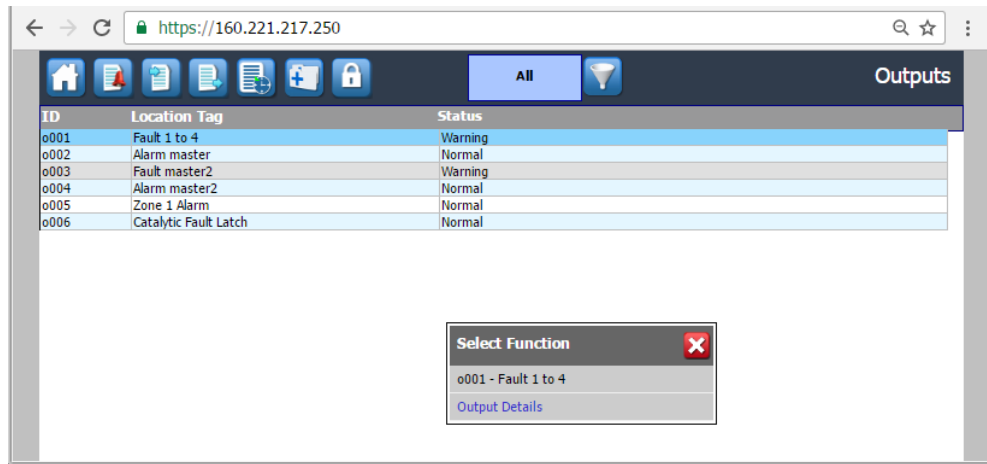 https://160.221.217.250
All
Outputs
ID Location Tag Status
o001 Fault 1 to 4 Warning
o002 Alarm master Normal
o003 Fault master2 Warning
o004 Alarm master2 Normal
o005 Zone 1 Alarm Normal
o006 Catalytic Fault Latch Normal
Select Function
o001 - Fault 1 to 4
Output Details